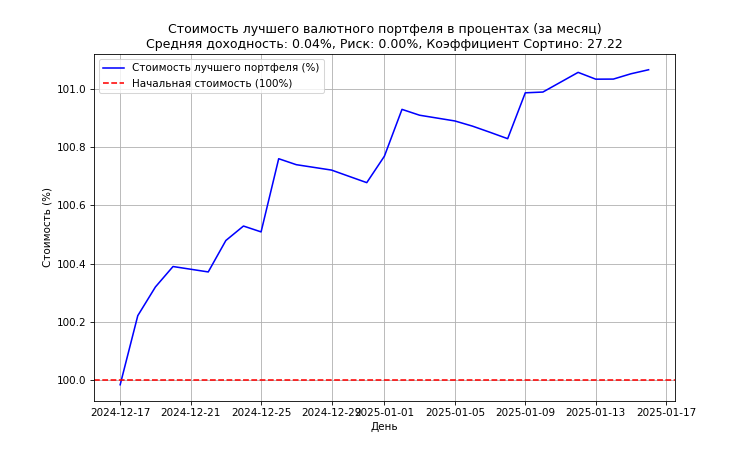 Стоимость лучшего валютного портфеля в процентах (за месяц)
Средняя доходность: 0.04%, Риск: 0.00%, Коэффициент Сортино: 27.22
Стоимость лучшего портфеля (%)
Начальная стоимость (100%)
Стоимость (%)
101.0
100.8
100.6
100.4
100.2
100.0
2024-12-17 2024-12-21 2024-12-25 2024-12-29 2025-01-01 2025-01-05 2025-01-09 2025-01-13 2025-01-17
День